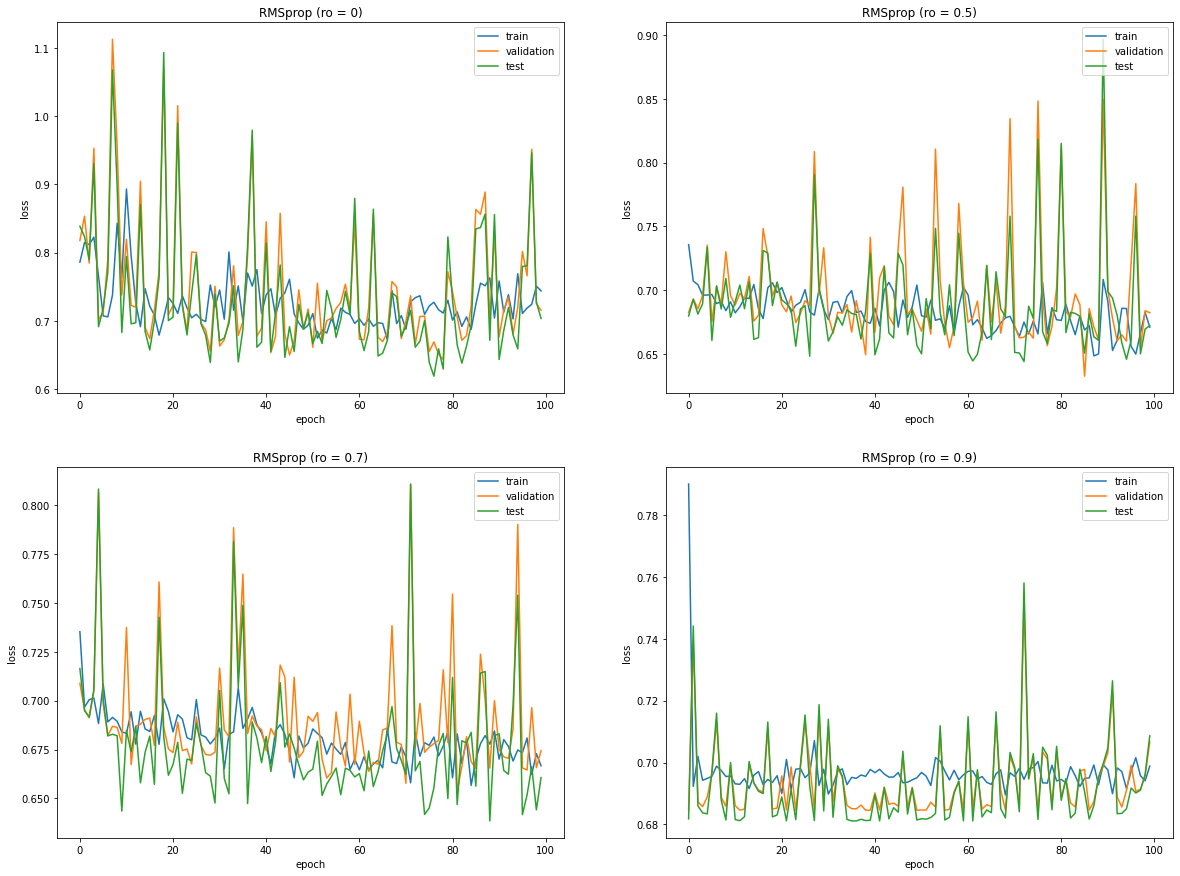 RMSprop (ro = 0)
train
validation
test
1.1
1.0
0.9
0.8
0.7
0.6
loss
0
20
40
60
80
100
epoch
RMSprop (ro = 0.5)
train
validation
test
0.90
0.85
0.80
0.75
0.70
0.65
loss
0
20
40
60
80
100
epoch
RMSprop (ro = 0.7)
train
validation
test
0.800
0.775
0.750
0.725
0.700
0.675
0.650
loss
0
20
40
60
80
100
epoch
RMSprop (ro = 0.9)
train
validation
test
0.78
0.76
0.74
0.72
0.70
0.68
loss
0
20
40
60
80
100
epoch